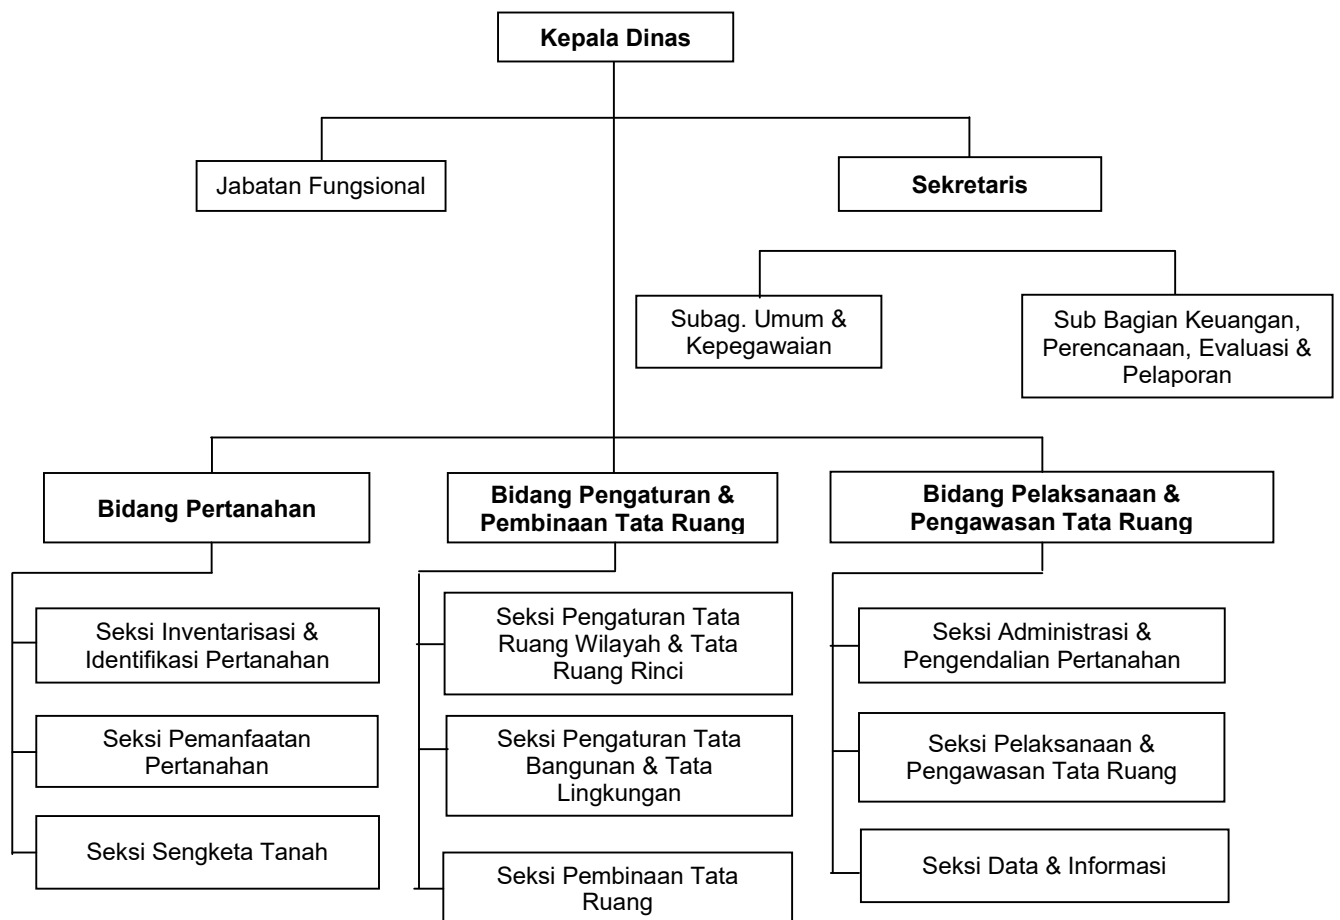 Kepala Dinas
Jabatan Fungsional
Sekretaris
Subag. Umum &
Kepegawaian
Sub Bagian Keuangan,
Perencanaan, Evaluasi &
Pelaporan
Bidang Pertanahan
Bidang Pengaturan &
Pembinaan Tata Ruang
Bidang Pelaksanaan &
Pengawasan Tata Ruang
Seksi Inventarisasi &
Identifikasi Pertanahan
Seksi Pemanfaatan
Pertanahan
Seksi Sengketa Tanah
Seksi Pengaturan Tata
Ruang Wilayah & Tata
Ruang Rinci
Seksi Pengaturan Tata
Bangunan & Tata
Lingkungan
Seksi Pembinaan Tata
Ruang
Seksi Administrasi &
Pengendalian Pertanahan
Seksi Pelaksanaan &
Pengawasan Tata Ruang
Seksi Data & Informasi